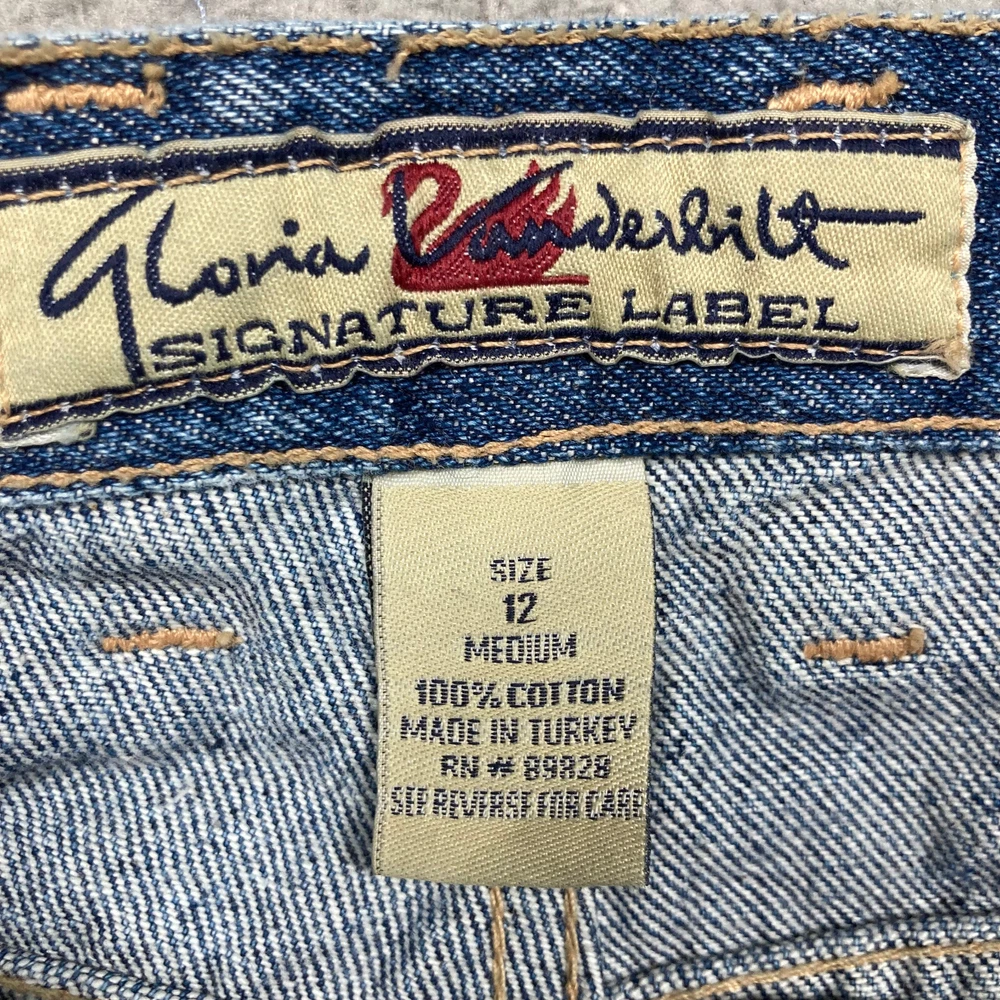 Gloria Vanderbilt
SIGNATURE LABEL
SIZE
12
MEDIUM
100% COTTON
MADE IN TURKEY
RN # 89828
SEE REVERSE FOR CARE